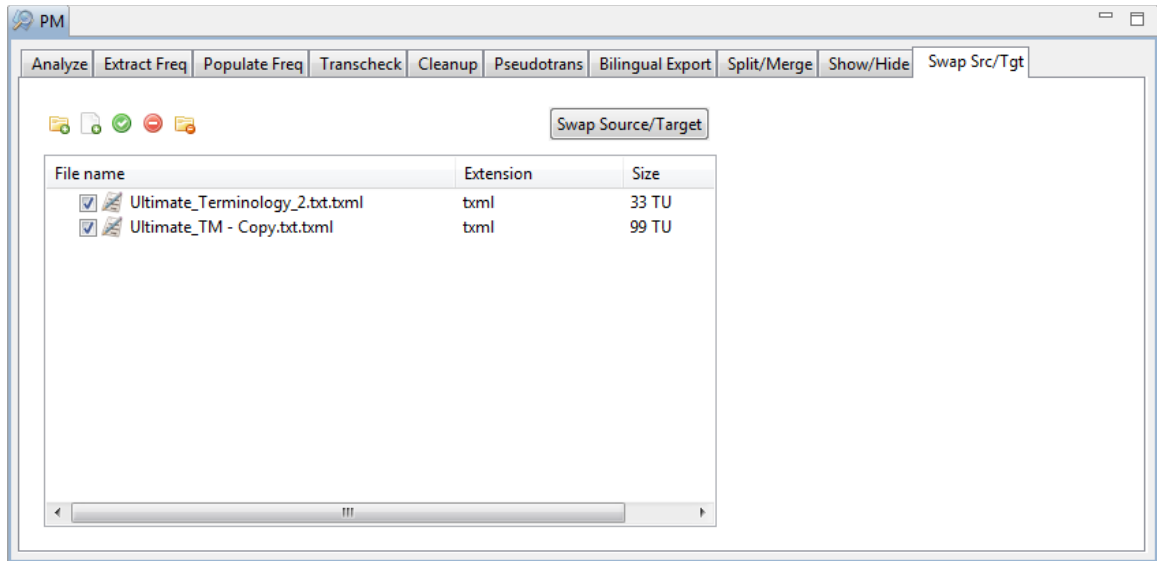 PM
Analyze Extract Freq Populate Freq Transcheck Cleanup Pseudotrans Bilingual Export Split/Merge Show/Hide Swap Src/Tgt
Swap Source/Target
File name Extension Size
Ultimate_Terminology_2.txt.txml txml 33 TU
Ultimate_TM - Copy.txt.txml txml 99 TU